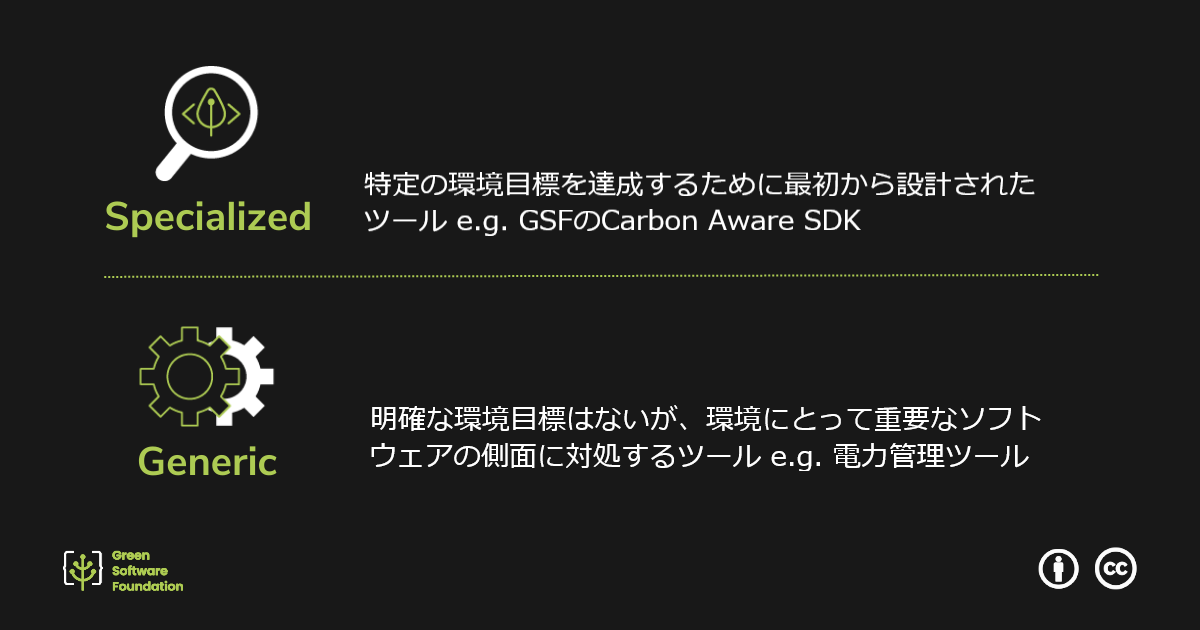 特定の環境目標を達成するために最初から設計された
ツール e.g. GSFのCarbon Aware SDK
Specialized
明確な環境目標はないが、環境にとって重要なソフト
ウェアの側面に対処するツール e.g. 電力管理ツール
Generic
Green
Software
Foundation
cc